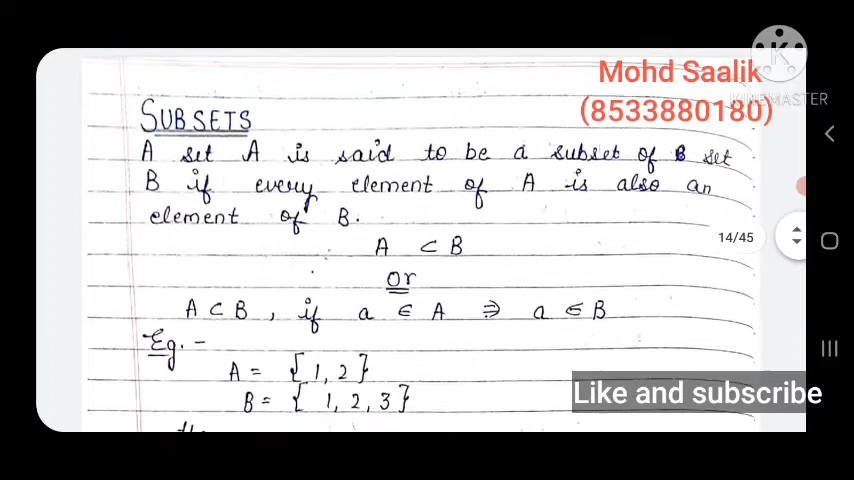 Mohd Saalik
(8533880180)
KINEMASTER
SUBSETS
A set A is said to be a subset of set
B if every element of A is also an
element of B.
14/45
A ⊂ B
or
A ⊂ B , if a ∈ A ⇒ a ∈ B
Eg. -
A = { 1, 2 }
B = { 1, 2, 3 }
Like and subscribe